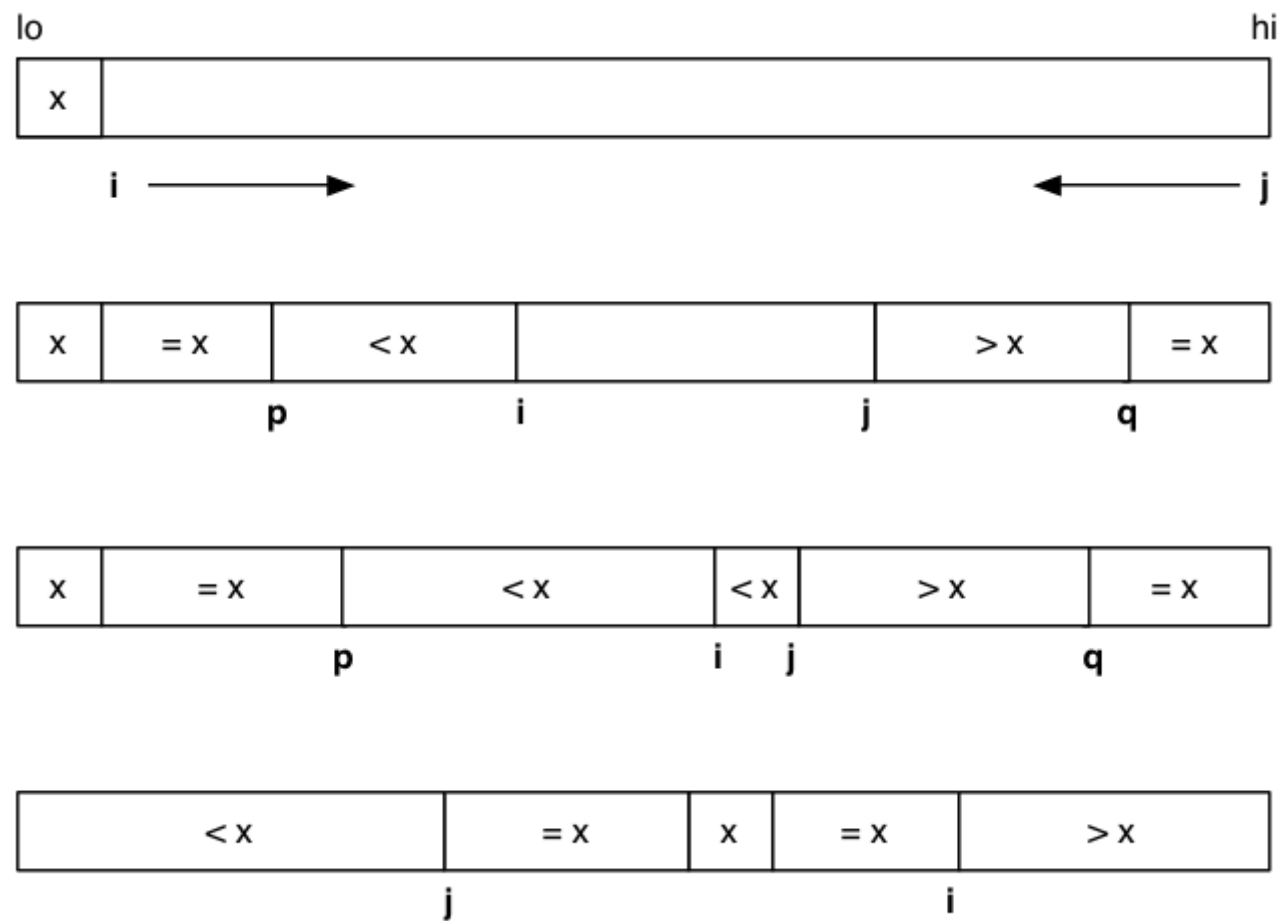 lo hi
x
i j
x = x < x > x = x
p i j q
x = x < x < x > x = x
p i j q
< x = x x = x > x
j i